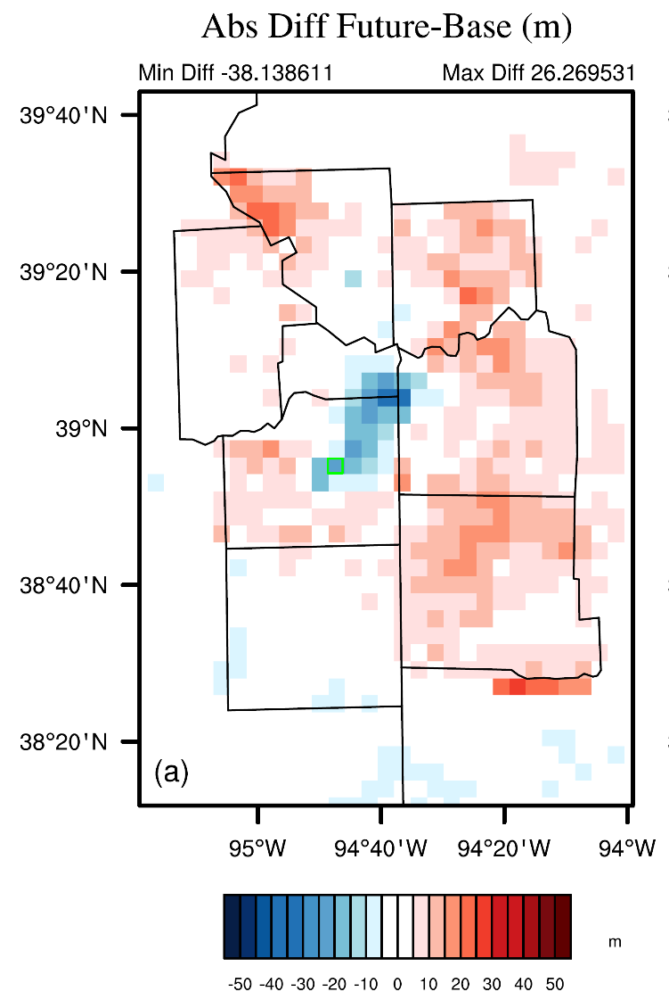 Abs Diff Future-Base (m)
Min Diff -38.138611 Max Diff 26.269531
39°40'N
39°20'N
39°N
38°40'N
38°20'N
(a)
95°W 94°40'W 94°20'W 94°W
m
-50 -40 -30 -20 -10 0 10 20 30 40 50